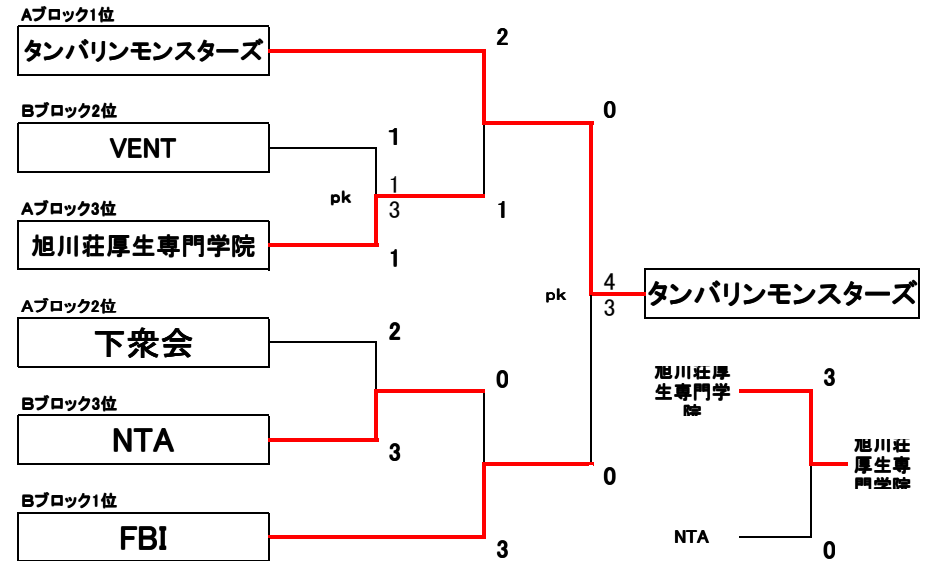 Aブロック1位
タンバリンモンスターズ
2
0
Bブロック2位
VENT
1
pk
1
3
1
Aブロック3位
旭川荘厚生専門学院
1
pk
4
3
タンバリンモンスターズ
Aブロック2位
下衆会
2
0
Bブロック3位
NTA
3
0
Bブロック1位
FBI
3
旭川荘厚
生専門学
院
3
旭川荘
厚生専
門学院
NTA
0